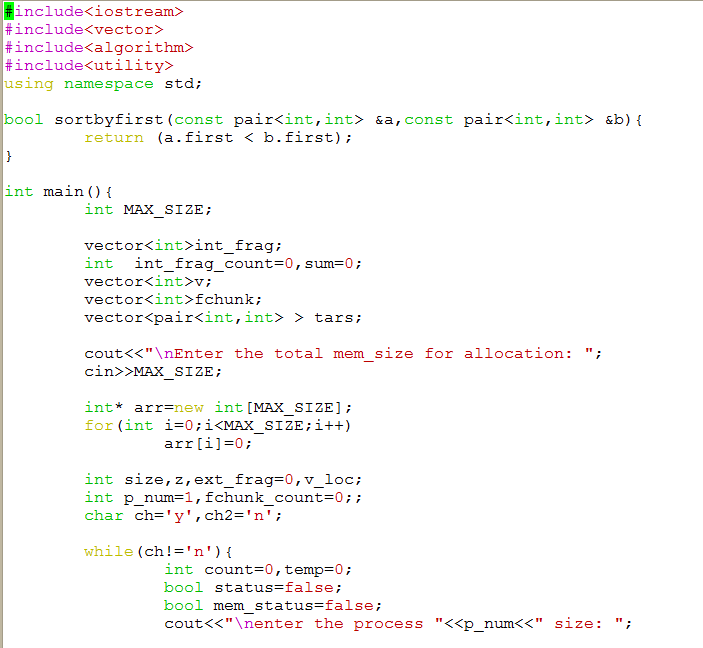 #include<iostream>
#include<vector>
#include<algorithm>
#include<utility>
using namespace std;

bool sortbyfirst(const pair<int,int> &a,const pair<int,int> &b){
        return (a.first < b.first);
}

int main(){
        int MAX_SIZE;

        vector<int>int_frag;
        int  int_frag_count=0,sum=0;
        vector<int>v;
        vector<int>fchunk;
        vector<pair<int,int> > tars;

        cout<<"\nEnter the total mem_size for allocation: ";
        cin>>MAX_SIZE;

        int* arr=new int[MAX_SIZE];
        for(int i=0;i<MAX_SIZE;i++)
                arr[i]=0;

        int size,z,ext_frag=0,v_loc;
        int p_num=1,fchunk_count=0;;
        char ch='y',ch2='n';

        while(ch!='n'){
                int count=0,temp=0;
                bool status=false;
                bool mem_status=false;
                cout<<"\nenter the process "<<p_num<<" size: ";